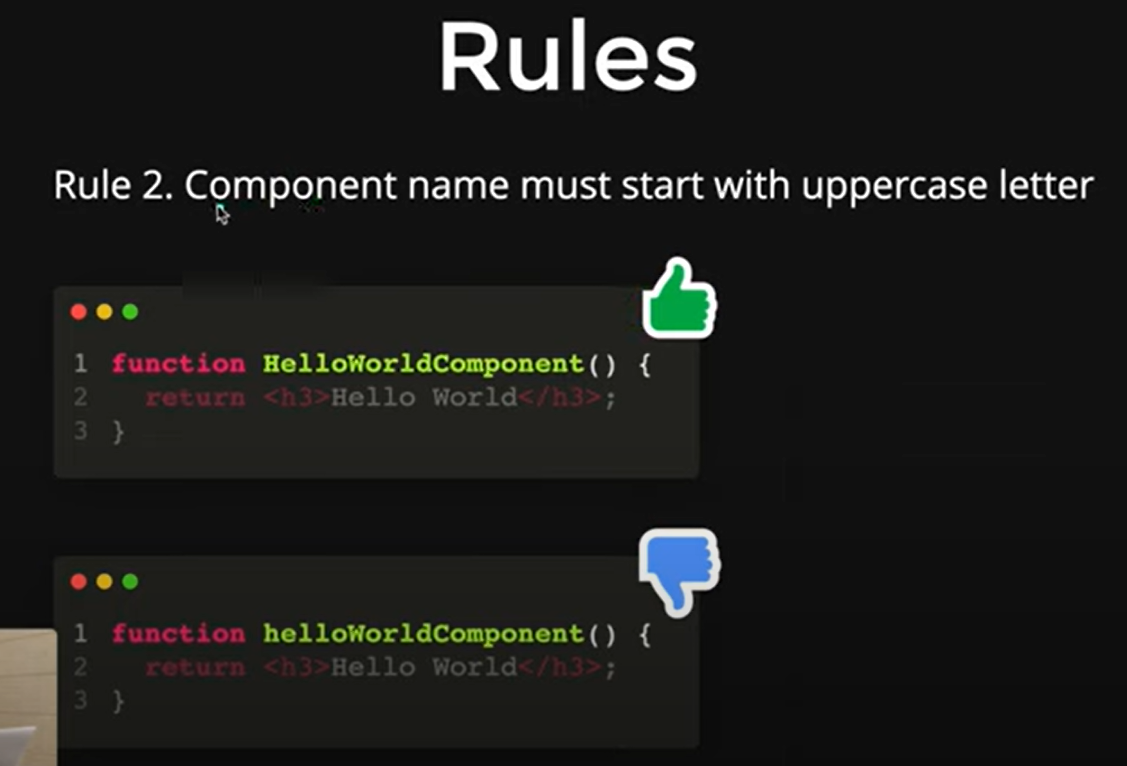 Rules
Rule 2. Component name must start with uppercase letter
1 function HelloWorldComponent() {
2   return <h3>Hello World</h3>;
3 }
1 function helloWorldComponent() {
2   return <h3>Hello World</h3>;
3 }